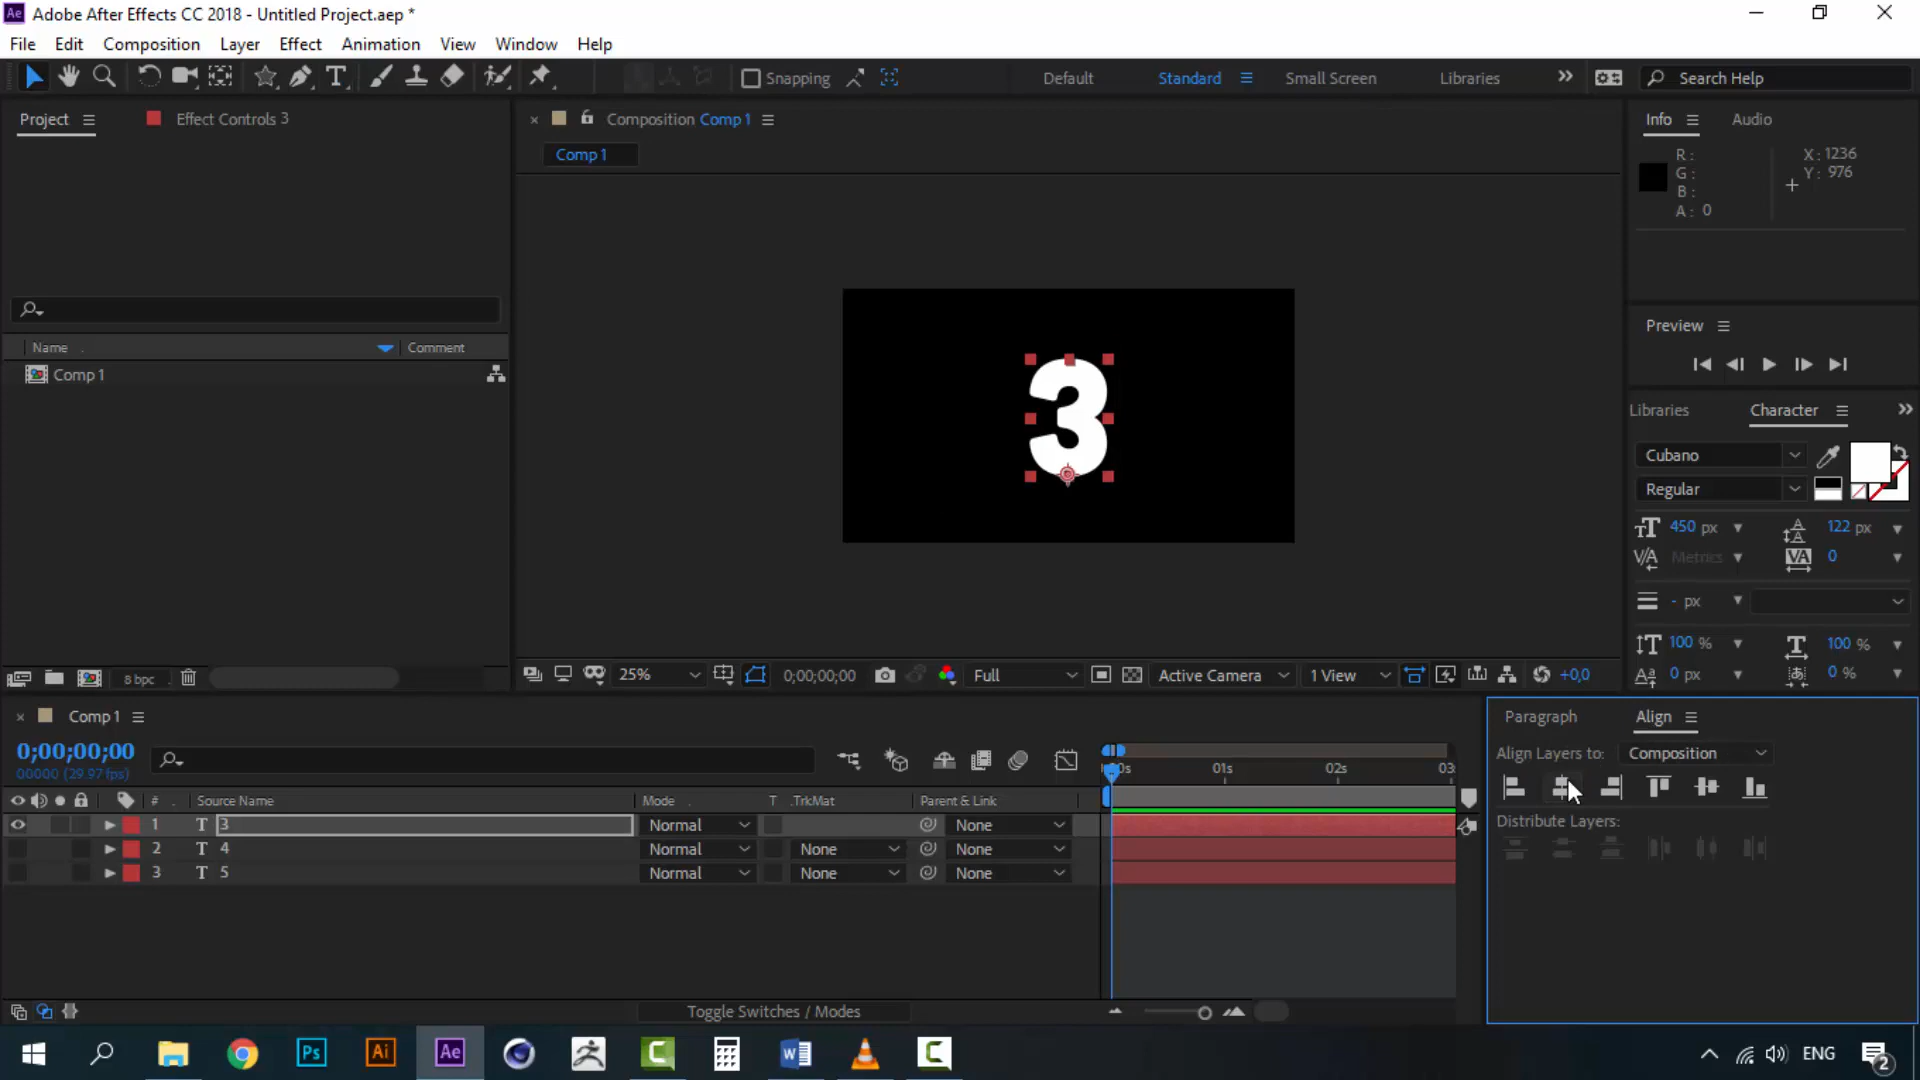 Ae Adobe After Effects CC 2018 - Untitled Project.aep *
File Edit Composition Layer Effect Animation View Window Help
Snapping Default Standard Small Screen Libraries Search Help
Project Effect Controls 3
Composition Comp 1
Info Audio
Comp 1
R :
G :
B :
A : 0
X : 1236
Y : 976
Name Comment
Comp 1
3
Preview
Libraries Character
Cubano
Regular
450 px 122 px
Metrics 0
- px
100 % 100 %
0 px 0 %
8 bpc
25% 0;00;00;00 Full Active Camera 1 View +0,0
Comp 1
0;00;00;00
00000 (29.97 fps)
# Source Name Mode T .TrkMat Parent & Link
1 T 3 Normal None
2 T 4 Normal None None
3 T 5 Normal None None
01s 02s
Toggle Switches / Modes
Paragraph Align
Align Layers to: Composition
Distribute Layers:
Ps Ai Ae ENG 2